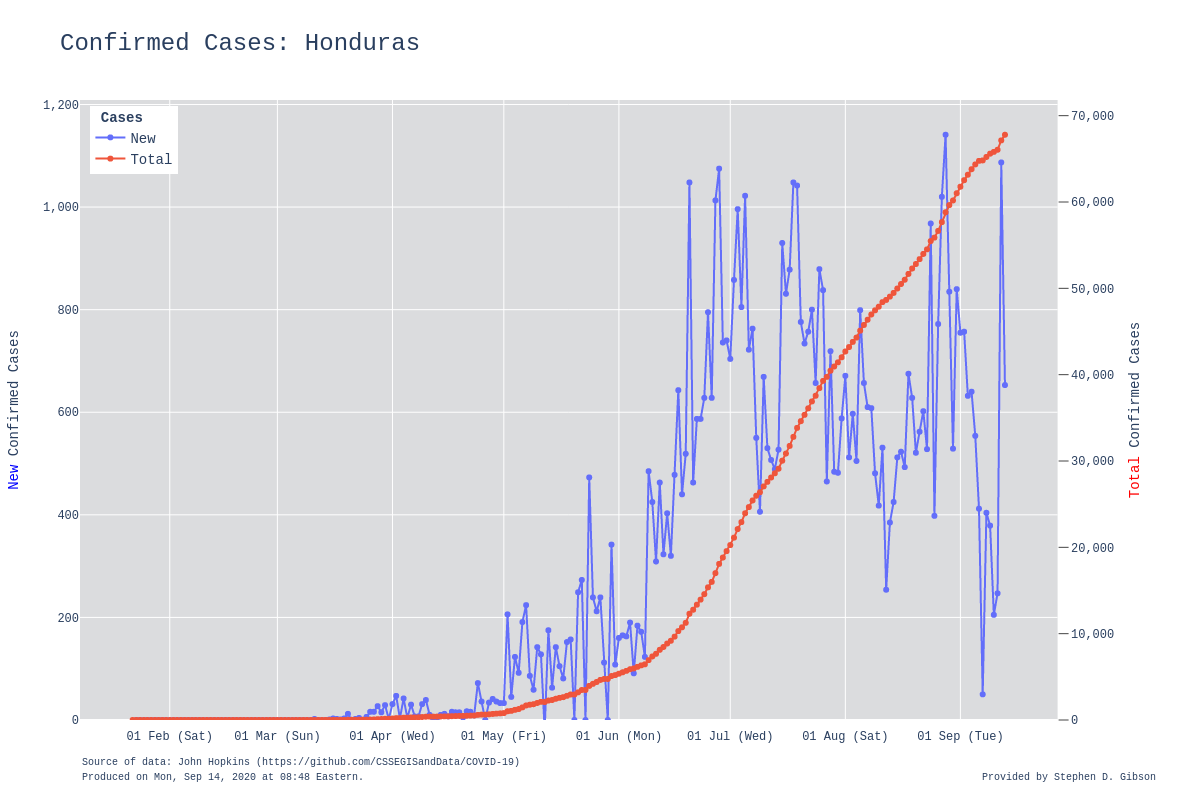 Confirmed Cases: Honduras
Cases
New
Total
1,200
1,000
800
600
400
200
0
New Confirmed Cases
70,000
60,000
50,000
40,000
30,000
20,000
10,000
0
Total Confirmed Cases
01 Feb (Sat) 01 Mar (Sun) 01 Apr (Wed) 01 May (Fri) 01 Jun (Mon) 01 Jul (Wed) 01 Aug (Sat) 01 Sep (Tue)
Source of data: John Hopkins (https://github.com/CSSEGISandData/COVID-19)
Produced on Mon, Sep 14, 2020 at 08:48 Eastern.
Provided by Stephen D. Gibson